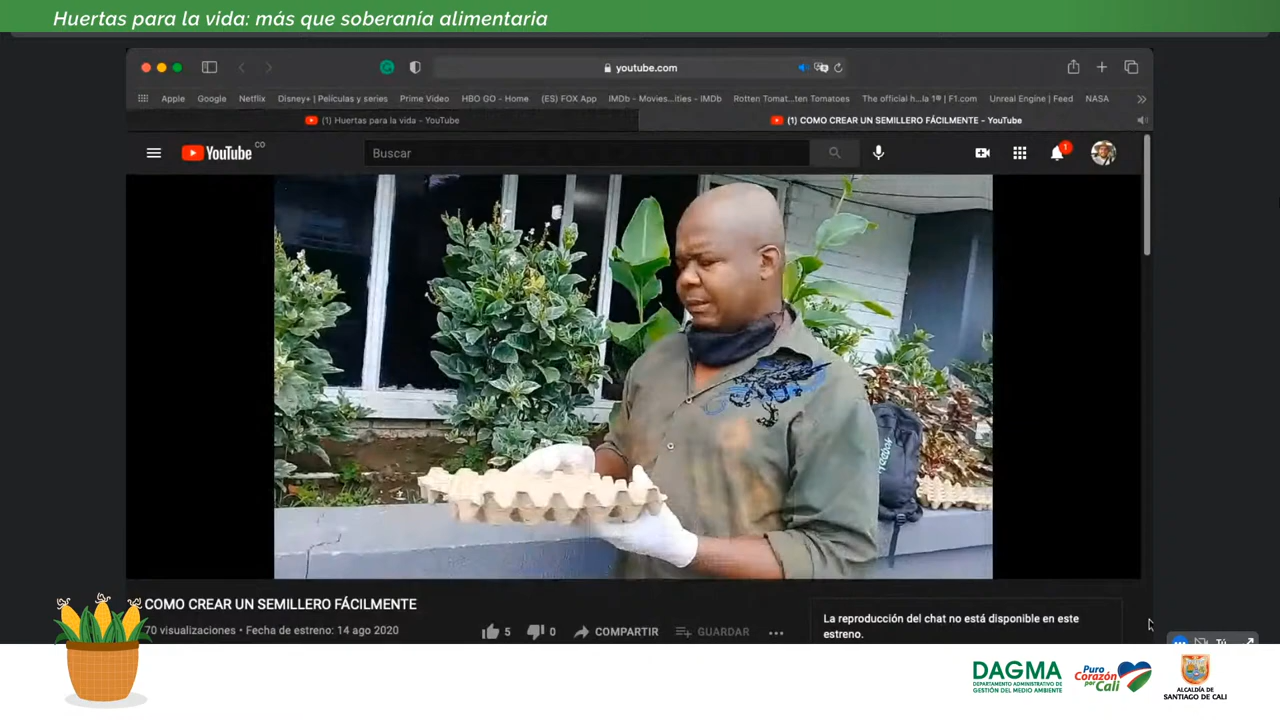 Huertas para la vida: más que soberanía alimentaria
youtube.com
Apple Google Netflix Disney+ | Películas y series Prime Video HBO GO - Home (ES) FOX App IMDb - Movies...ities - IMDb Rotten Tomat...ten Tomatoes The official h...la 1® | F1.com Unreal Engine | Feed NASA
(1) Huertas para la vida - YouTube
(1) COMO CREAR UN SEMILLERO FÁCILMENTE - YouTube
YouTube CO
Buscar
1
Reebok
COMO CREAR UN SEMILLERO FÁCILMENTE
70 visualizaciones • Fecha de estreno: 14 ago 2020
5 0 COMPARTIR GUARDAR
La reproducción del chat no está disponible en este
estreno.
Tú
DAGMA
DEPARTAMENTO ADMINISTRATIVO DE
GESTIÓN DEL MEDIO AMBIENTE
Puro
Corazón
por Cali
ALCALDÍA DE
SANTIAGO DE CALI